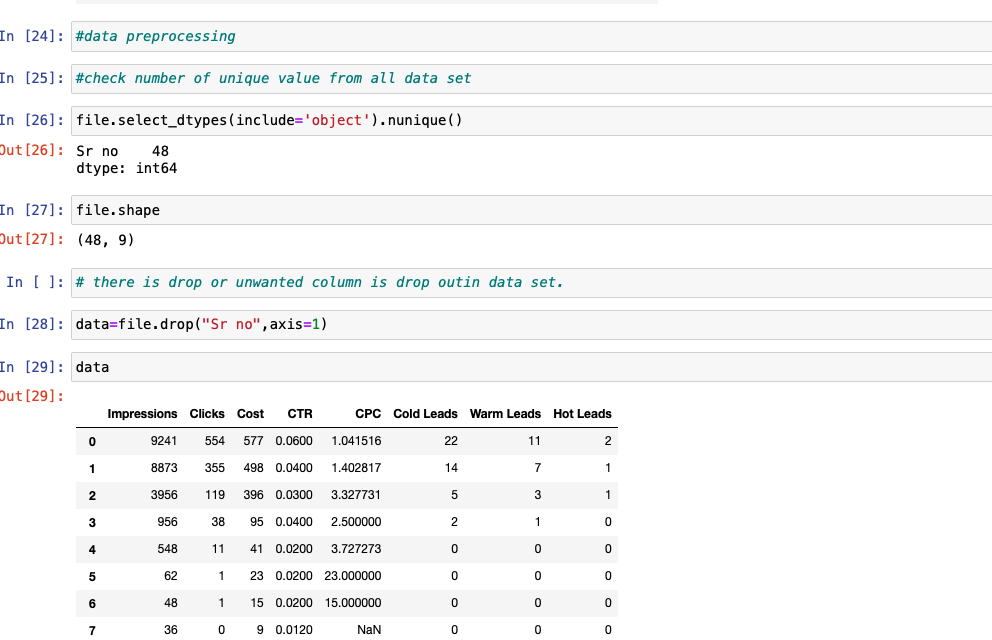 In [24]: #data preprocessing
In [25]: #check number of unique value from all data set
In [26]: file.select_dtypes(include='object').nunique()
Out[26]: Sr no    48
dtype: int64
In [27]: file.shape
Out[27]: (48, 9)
In [ ]: # there is drop or unwanted column is drop outin data set.
In [28]: data=file.drop("Sr no",axis=1)
In [29]: data
Out[29]:
Impressions Clicks Cost CTR CPC Cold Leads Warm Leads Hot Leads
0 9241 554 577 0.0600 1.041516 22 11 2
1 8873 355 498 0.0400 1.402817 14 7 1
2 3956 119 396 0.0300 3.327731 5 3 1
3 956 38 95 0.0400 2.500000 2 1 0
4 548 11 41 0.0200 3.727273 0 0 0
5 62 1 23 0.0200 23.000000 0 0 0
6 48 1 15 0.0200 15.000000 0 0 0
7 36 0 9 0.0120 NaN 0 0 0